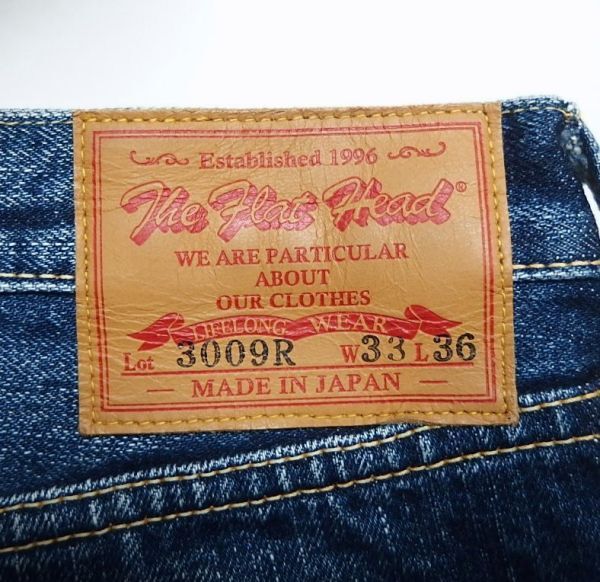 Established 1996
The Flat Head®
WE ARE PARTICULAR
ABOUT
OUR CLOTHES
LIFELONG WEAR
Lot 3009R W33 L36
— MADE IN JAPAN —